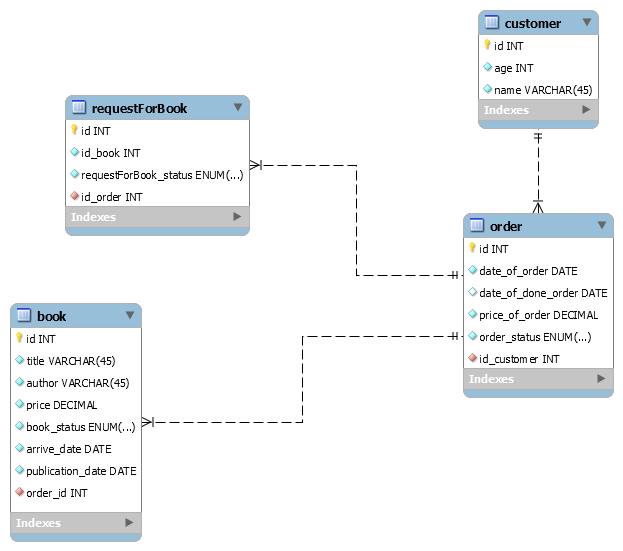 customer
id INT
age INT
name VARCHAR(45)
Indexes
requestForBook
id INT
id_book INT
requestForBook_status ENUM(...)
id_order INT
Indexes
order
id INT
date_of_order DATE
date_of_done_order DATE
price_of_order DECIMAL
order_status ENUM(...)
id_customer INT
Indexes
book
id INT
title VARCHAR(45)
author VARCHAR(45)
price DECIMAL
book_status ENUM(...)
arrive_date DATE
publication_date DATE
order_id INT
Indexes